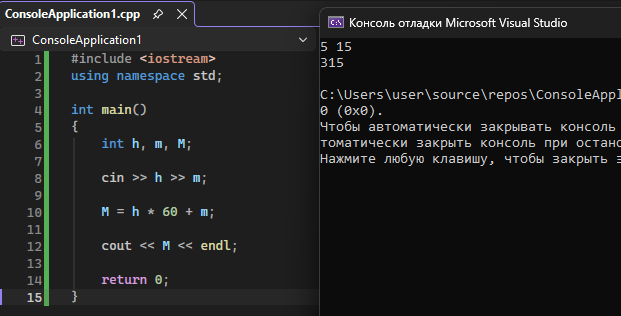 ConsoleApplication1.cpp
ConsoleApplication1
1 #include <iostream>
2 using namespace std;
3
4 int main()
5 {
6 int h, m, M;
7
8 cin >> h >> m;
9
10 M = h * 60 + m;
11
12 cout << M << endl;
13
14 return 0;
15 }
Консоль отладки Microsoft Visual Studio
5 15
315
C:\Users\user\source\repos\ConsoleAppl
0 (0x0).
Чтобы автоматически закрывать консоль
томатически закрыть консоль при остано
Нажмите любую клавишу, чтобы закрыть э